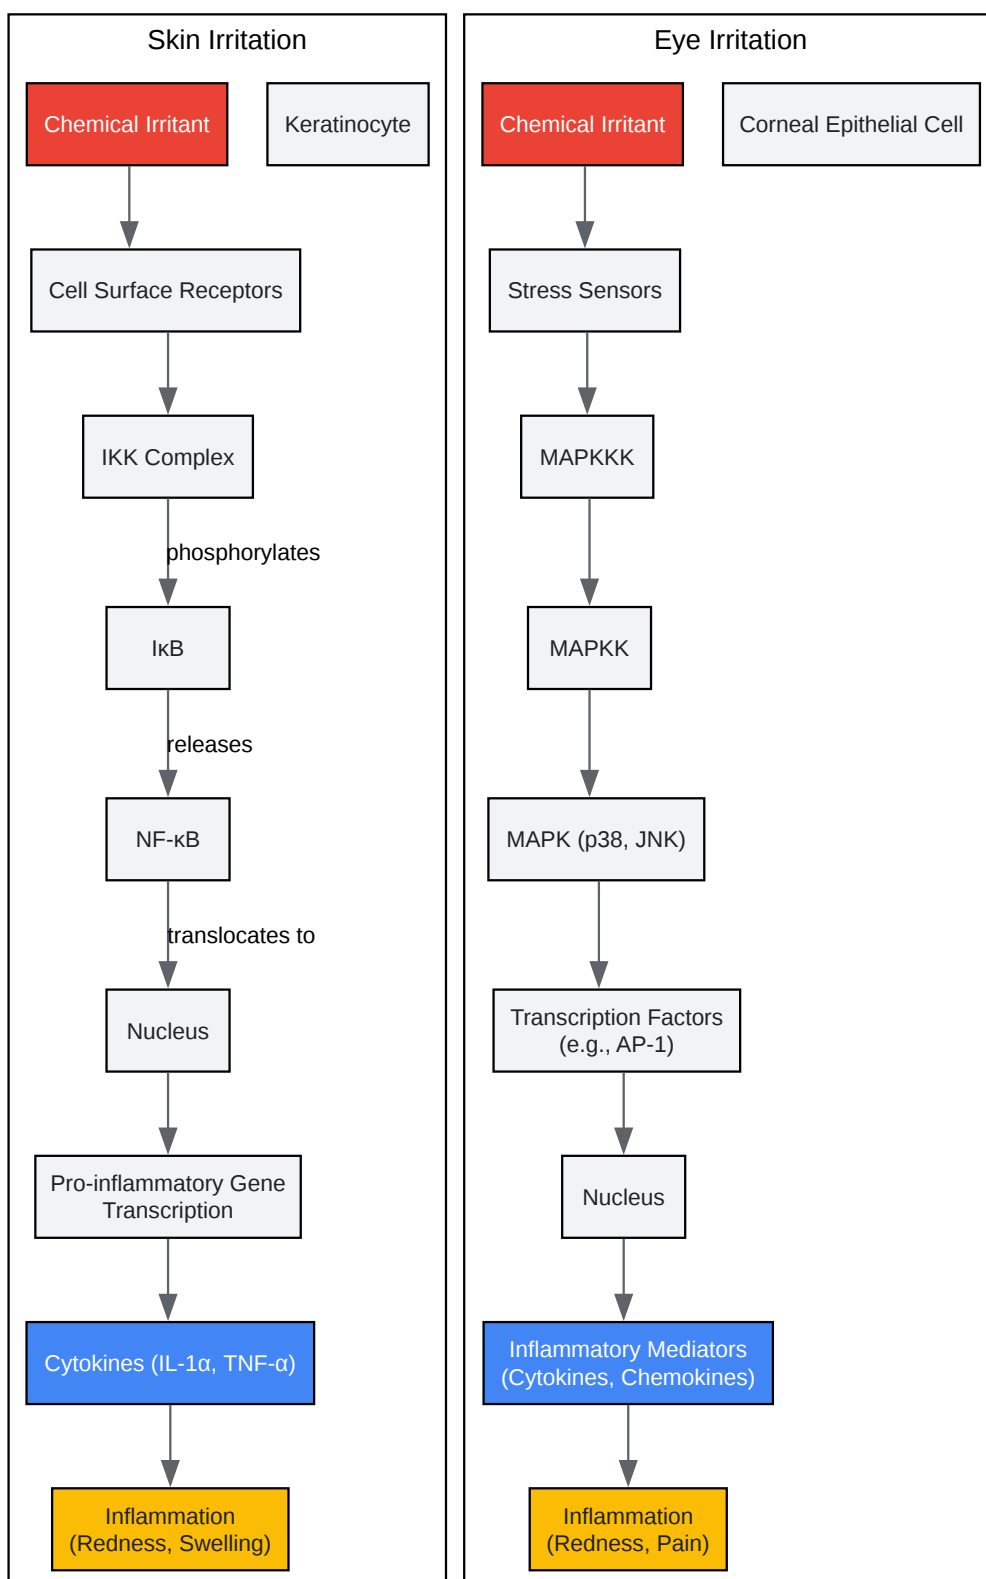 Skin Irritation
Chemical Irritant
Keratinocyte
Cell Surface Receptors
IKK Complex
phosphorylates
IκB
releases
NF-κB
translocates to
Nucleus
Pro-inflammatory Gene
Transcription
Cytokines (IL-1α, TNF-α)
Inflammation
(Redness, Swelling)
Eye Irritation
Chemical Irritant
Corneal Epithelial Cell
Stress Sensors
MAPKKK
MAPKK
MAPK (p38, JNK)
Transcription Factors
(e.g., AP-1)
Nucleus
Inflammatory Mediators
(Cytokines, Chemokines)
Inflammation
(Redness, Pain)